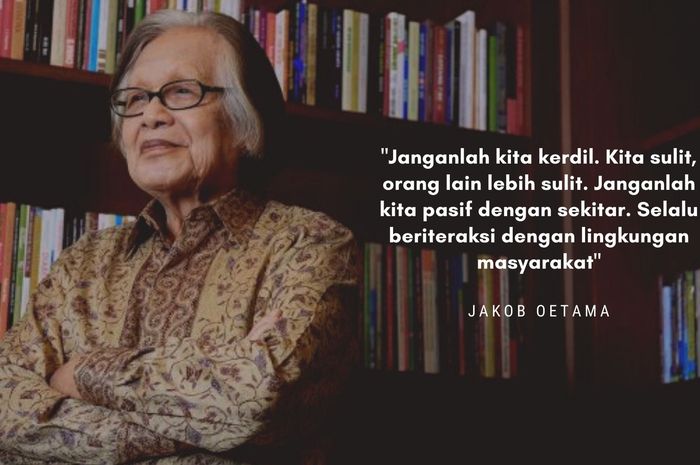 "Janganlah kita kerdil. Kita sulit,
orang lain lebih sulit. Janganlah
kita pasif dengan sekitar. Selalu
beriteraksi dengan lingkungan
masyarakat"
JAKOB OETAMA